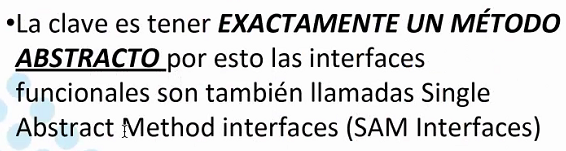 •La clave es tener EXACTAMENTE UN MÉTODO
ABSTRACTO por esto las interfaces
funcionales son también llamadas Single
Abstract Method interfaces (SAM Interfaces)